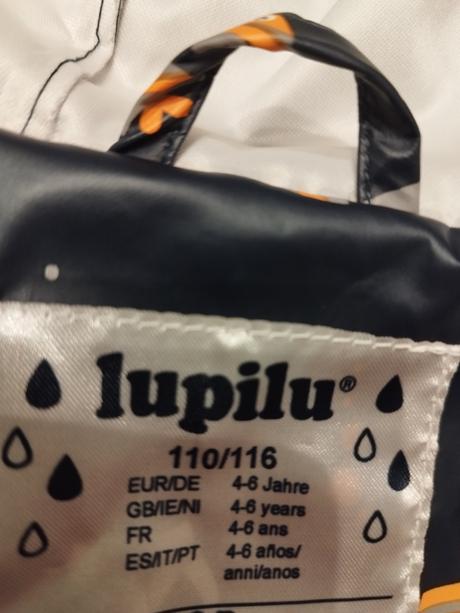 lupilu®
110/116
EUR/DE 4-6 Jahre
GB/IE/NI 4-6 years
FR 4-6 ans
ES/IT/PT 4-6 años/
anni/anos